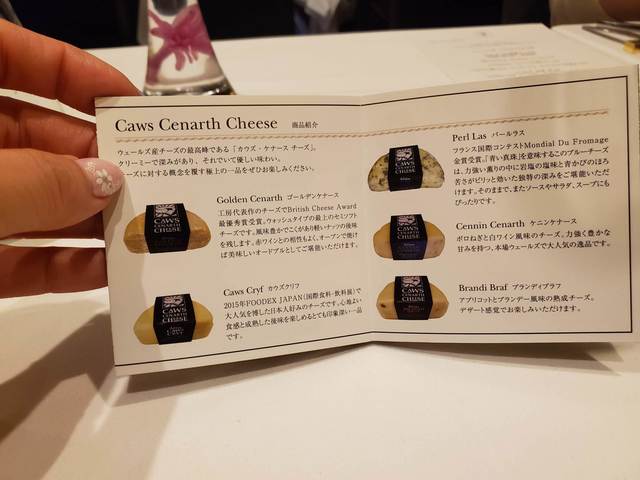 Caws Cenarth Cheese 商品紹介
ウェールズ産チーズの最高峰である「カウズ・ケナース チーズ」。
クリーミーで深みがあり、それでいて優しい味わい。
ーズに対する概念を覆す極上の一品をぜひお楽しみください。
Golden Cenarth ゴールデンケナース
工房代表作のチーズでBritish Cheese Award
最優秀賞受賞。ウォッシュタイプの最上のセミソフト
チーズです。風味豊かでこくがあり軽いナッツの後味
を残します。赤ワインとの相性もよく、オーブンで焼け
ば美味しいオードブルとしてご堪能いただけます。
Caws Cryf カウズクリフ
2015年FOODEX JAPAN(国際食料・飲料展)で
大人気を博した日本人好みのチーズです。心地よい
食感と成熟した後味を楽しめるとても印象深い一品
です。
Perl Las パールラス
フランス国際コンテストMondial Du Fromage
金賞受賞。『青い真珠』を意味するこのブルーチーズ
は、力強い薫りの中に岩塩の塩味と青かびのほろ
苦さがピリッと効いた独特の深みをご堪能いただ
けます。そのまま、またソースやサラダ、スープにも
ぴったりです。
Cennin Cenarth ケニンケナース
ポロねぎと白ワイン風味のチーズ。力強く豊かな
甘みを持つ、本場ウェールズで大人気の逸品です。
Brandi Braf ブランディブラフ
アプリコットとブランデー風味の熟成チーズ。
デザート感覚でお楽しみいただけます。
CAWS
CENARTH
CHEESE
CAWS
CENARTH
CHEESE